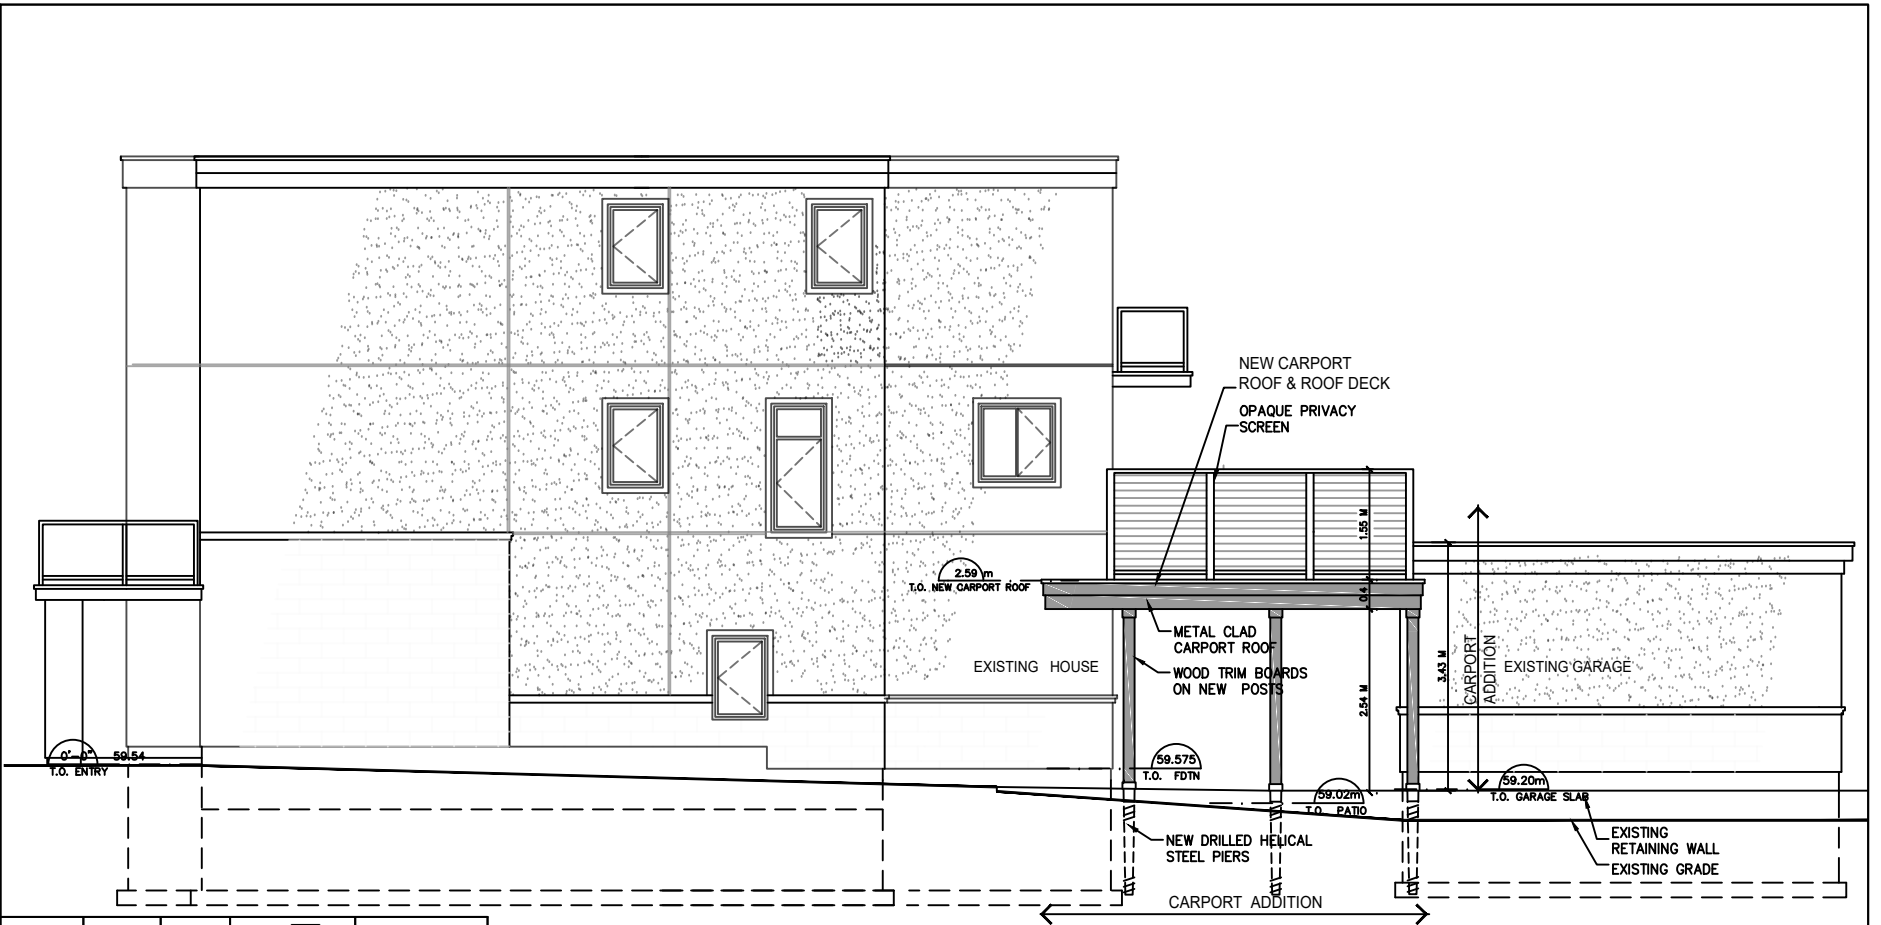 NEW CARPORT
ROOF & ROOF DECK
OPAQUE PRIVACY
SCREEN
1.55 M
2.59 m
T.O. NEW CARPORT ROOF
0.4
METAL CLAD
CARPORT ROOF
WOOD TRIM BOARDS
ON NEW POSTS
EXISTING HOUSE
2.54 M
3.43 M
CARPORT
ADDITION
EXISTING GARAGE
0'-0" 59.54
T.O. ENTRY
59.575
T.O. FDTN
59.02m
T.O. PATIO
59.20m
T.O. GARAGE SLAB
NEW DRILLED HELICAL
STEEL PIERS
EXISTING
RETAINING WALL
EXISTING GRADE
CARPORT ADDITION